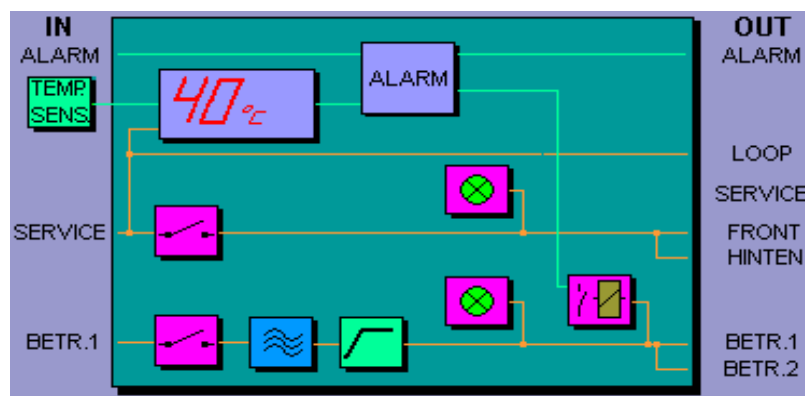 IN
OUT
ALARM
ALARM
TEMP.
SENS.
40°C
ALARM
LOOP
SERVICE
SERVICE
FRONT
HINTEN
BETR.1
BETR.1
BETR.2